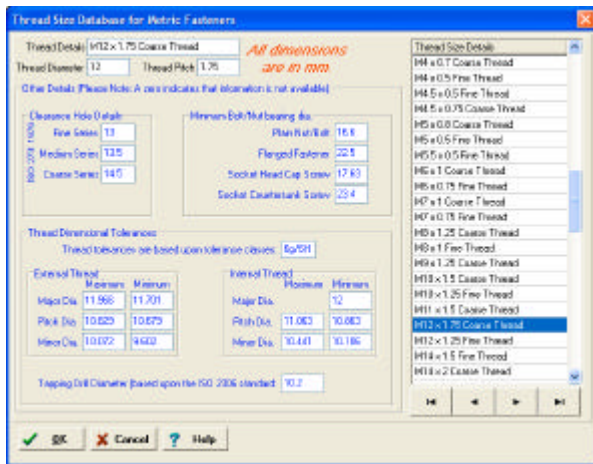 Thread Size Database for Metric Fasteners
Thread Details M12 x 1.75 Coarse Thread
All dimensions are in mm
Thread Diameter 12 Thread Pitch 1.75
Other Details (Please Note: A zero indicates that information is not available)
Clearance Hole Details
ISO 273: 1979
Fine Series 13
Medium Series 13.5
Coarse Series 14.5
Minimum Bolt/Nut bearing dia.
Plain Nut/Bolt 16.6
Flanged Fastener 22.5
Socket Head Cap Screw 17.63
Socket Countersunk Screw 23.4
Thread Dimensional Tolerances
Thread tolerances are based upon tolerance classes: 6g/6H
External Thread
Maximum Minimum
Major Dia. 11.966 11.701
Pitch Dia. 10.829 10.679
Minor Dia. 10.072 9.602
Internal Thread
Maximum Minimum
Major Dia. 12
Pitch Dia. 11.063 10.863
Minor Dia. 10.441 10.106
Tapping Drill Diameter (based upon the ISO 2306 standard 10.2
Thread Size Details
M4 x 0.7 Coarse Thread
M4 x 0.5 Fine Thread
M4.5 x 0.5 Fine Thread
M4.5 x 0.75 Coarse Thread
M5 x 0.8 Coarse Thread
M5 x 0.5 Fine Thread
M5.5 x 0.5 Fine Thread
M6 x 1 Coarse Thread
M6 x 0.75 Fine Thread
M7 x 1 Coarse Thread
M7 x 0.75 Fine Thread
M8 x 1.25 Coarse Thread
M8 x 1 Fine Thread
M9 x 1.25 Coarse Thread
M10 x 1.5 Coarse Thread
M10 x 1.25 Fine Thread
M11 x 1.5 Coarse Thread
M12 x 1.75 Coarse Thread
M12 x 1.25 Fine Thread
M14 x 1.5 Fine Thread
M14 x 2 Coarse Thread
OK Cancel Help